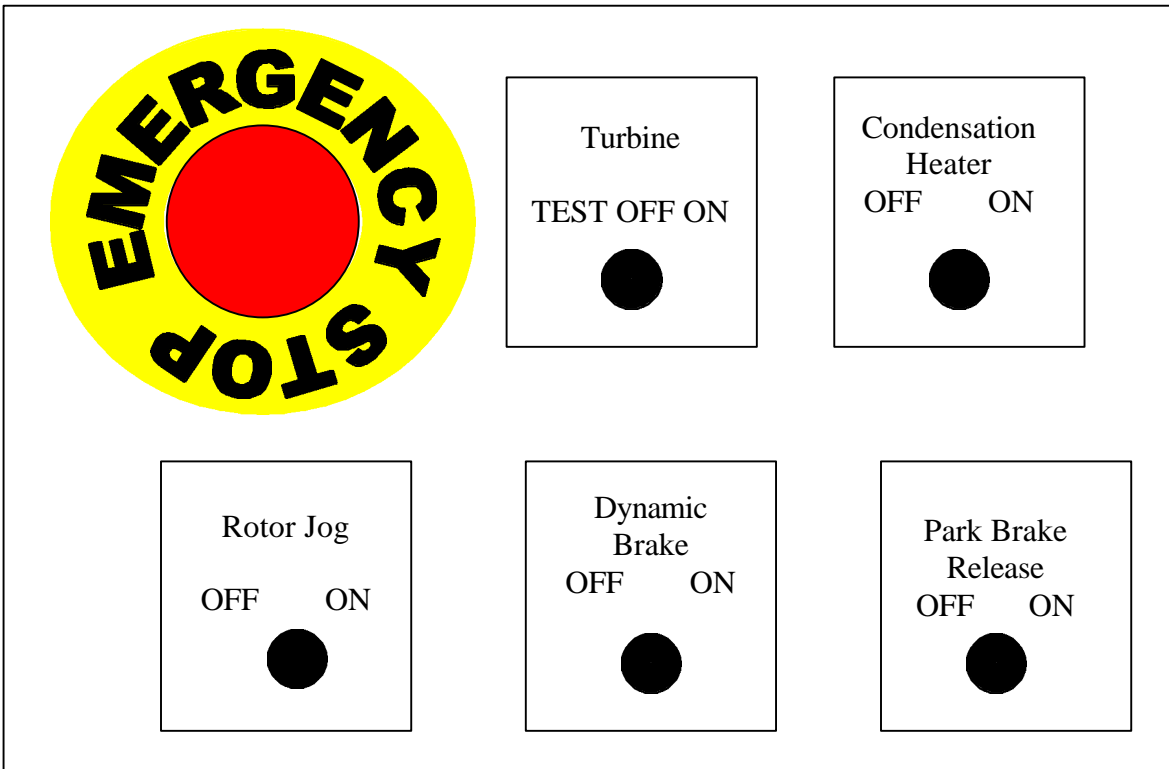 EMERGENCY
STOP
Turbine
TEST OFF ON
Condensation
Heater
OFF ON
Rotor Jog
OFF ON
Dynamic
Brake
OFF ON
Park Brake
Release
OFF ON